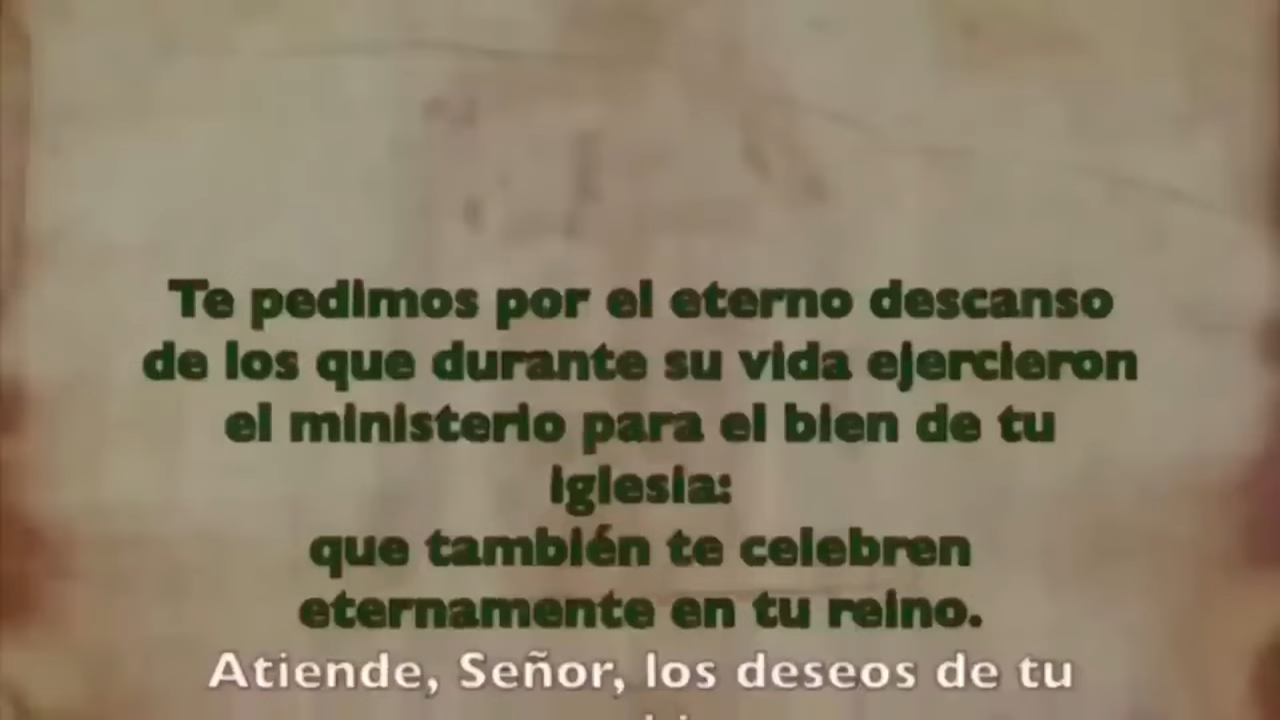 Te pedimos por el eterno descanso
de los que durante su vida ejercieron
el ministerio para el bien de tu
iglesia:
que también te celebren
eternamente en tu reino.
Atiende, Señor, los deseos de tu